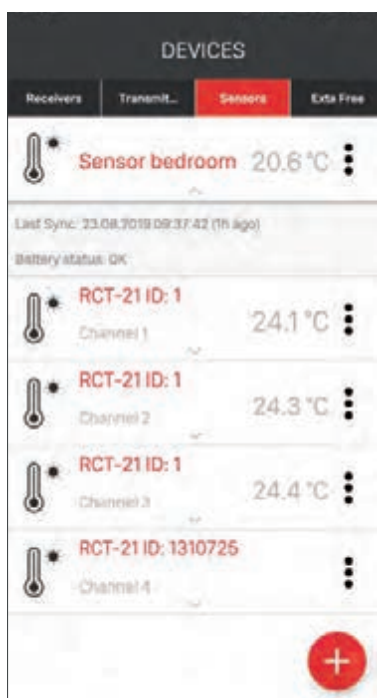 DEVICES
Receivers Transmit... Sensors Exta Free
Sensor bedroom 20.6 °C
Last Sync: 23.08.2019 09:37:42 (1h ago)
Battery status: OK
RCT-21 ID: 1
Channel 1
24.1 °C
RCT-21 ID: 1
Channel 2
24.3 °C
RCT-21 ID: 1
Channel 3
24.4 °C
RCT-21 ID: 1310725
Channel 4
+